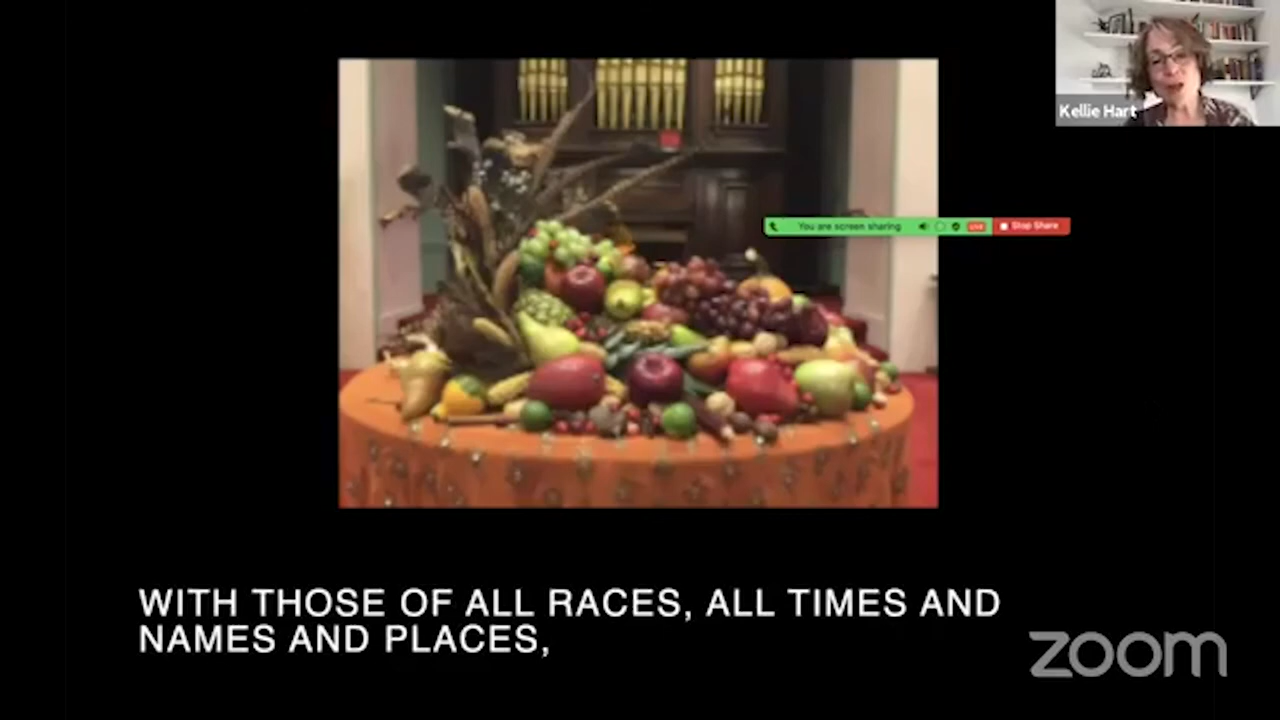 Kellie Hart
You are screen sharing
LIVE
Stop Share
WITH THOSE OF ALL RACES, ALL TIMES AND
NAMES AND PLACES,
zoom